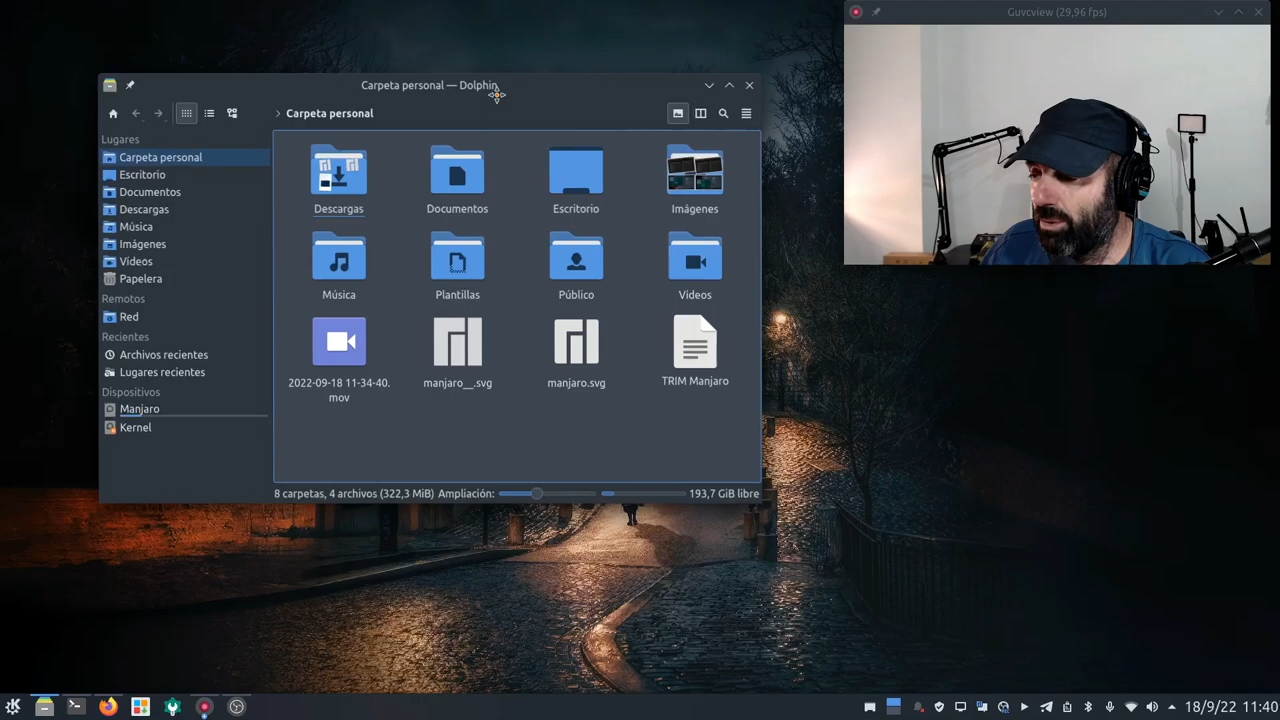 Guvcview (29,96 fps)
Carpeta personal — Dolphin
Carpeta personal
Lugares
Carpeta personal
Escritorio
Documentos
Descargas
Música
Imágenes
Vídeos
Papelera
Remotos
Red
Recientes
Archivos recientes
Lugares recientes
Dispositivos
Manjaro
Kernel
Descargas
Documentos
Escritorio
Imágenes
Música
Plantillas
Público
Vídeos
2022-09-18 11-34-40.
mov
manjaro__.svg
manjaro.svg
TRIM Manjaro
8 carpetas, 4 archivos (322,3 MiB) Ampliación: 193,7 GiB libre
18/9/22 11:40